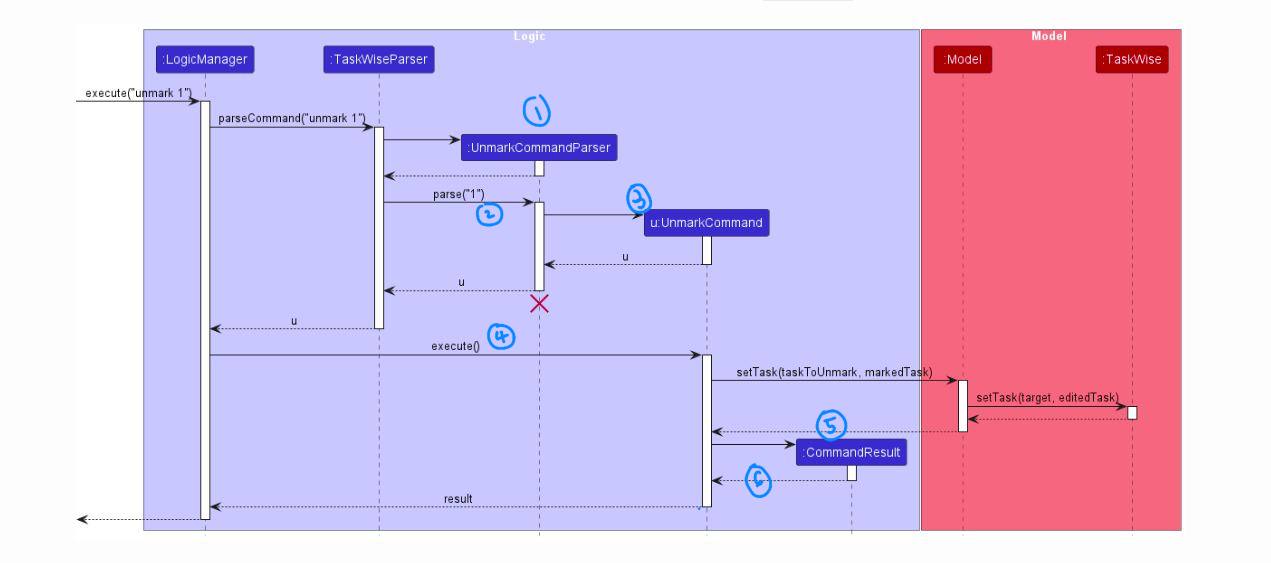 Logic
Model
:LogicManager
:TaskWiseParser
:Model
:TaskWise
execute("unmark 1")
parseCommand("unmark 1")
1
:UnmarkCommandParser
parse("1")
2
3
u:UnmarkCommand
u
u
u
4
execute()
setTask(taskToUnmark, markedTask)
setTask(target, editedTask)
5
:CommandResult
6
result